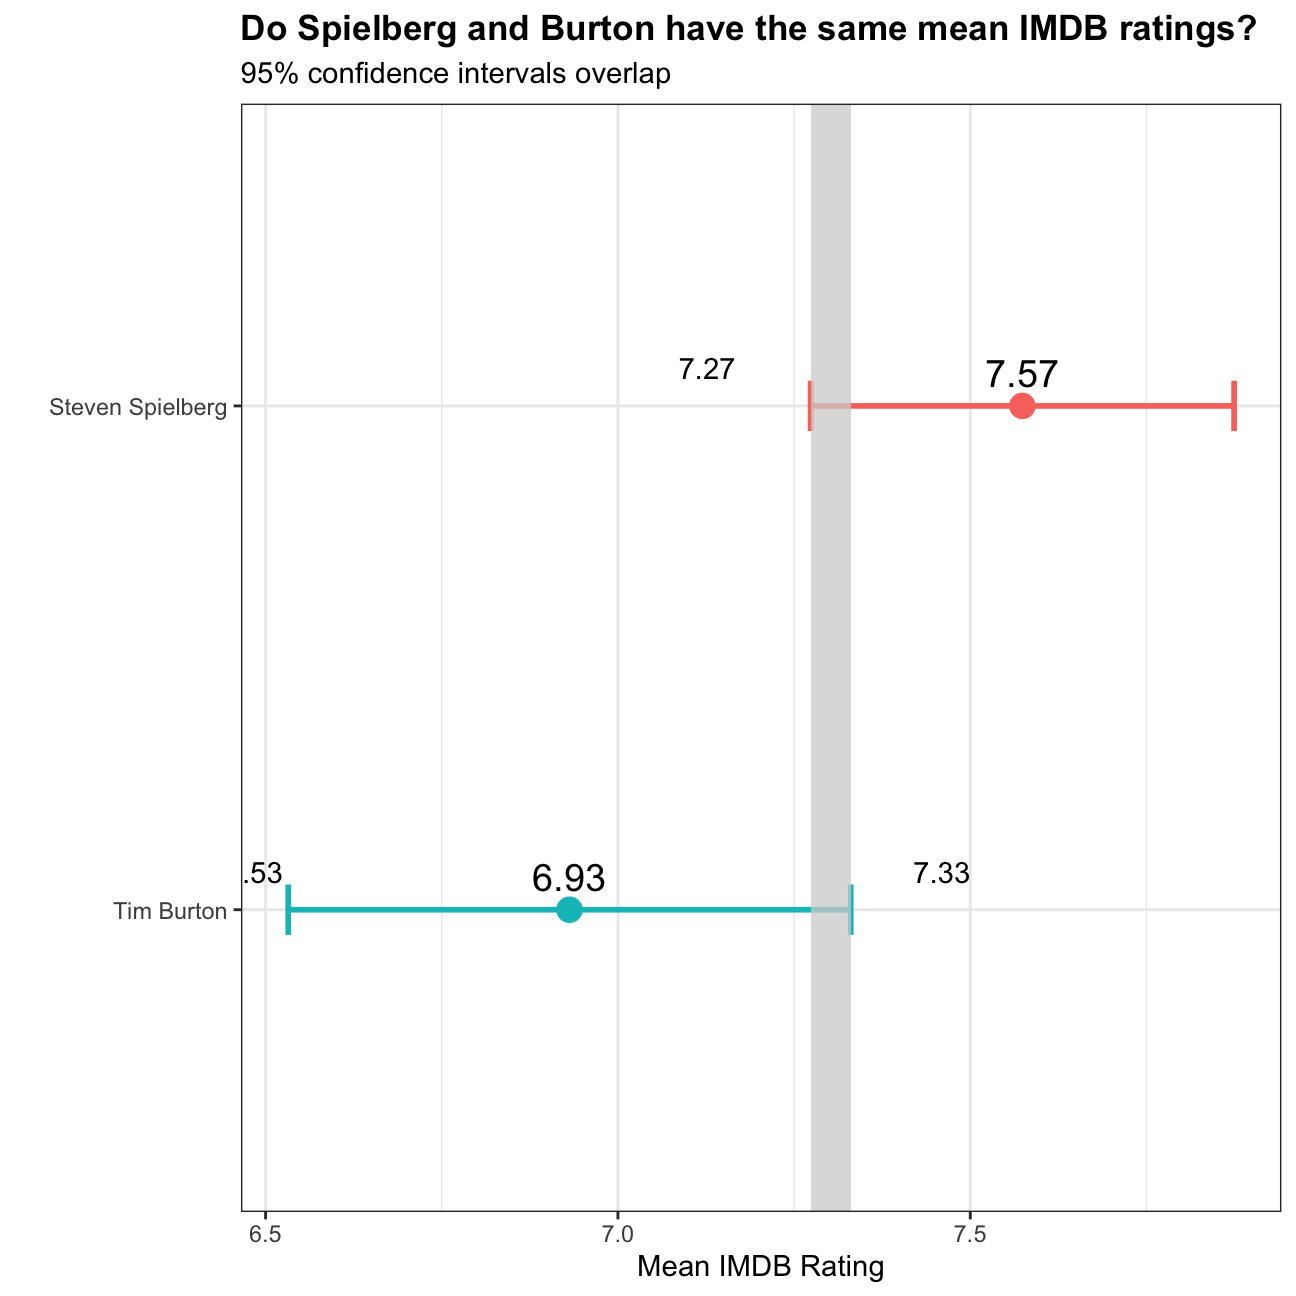 Do Spielberg and Burton have the same mean IMDB ratings?
95% confidence intervals overlap
7.27
7.57
Steven Spielberg
.53
6.93
7.33
Tim Burton
6.5
7.0
7.5
Mean IMDB Rating